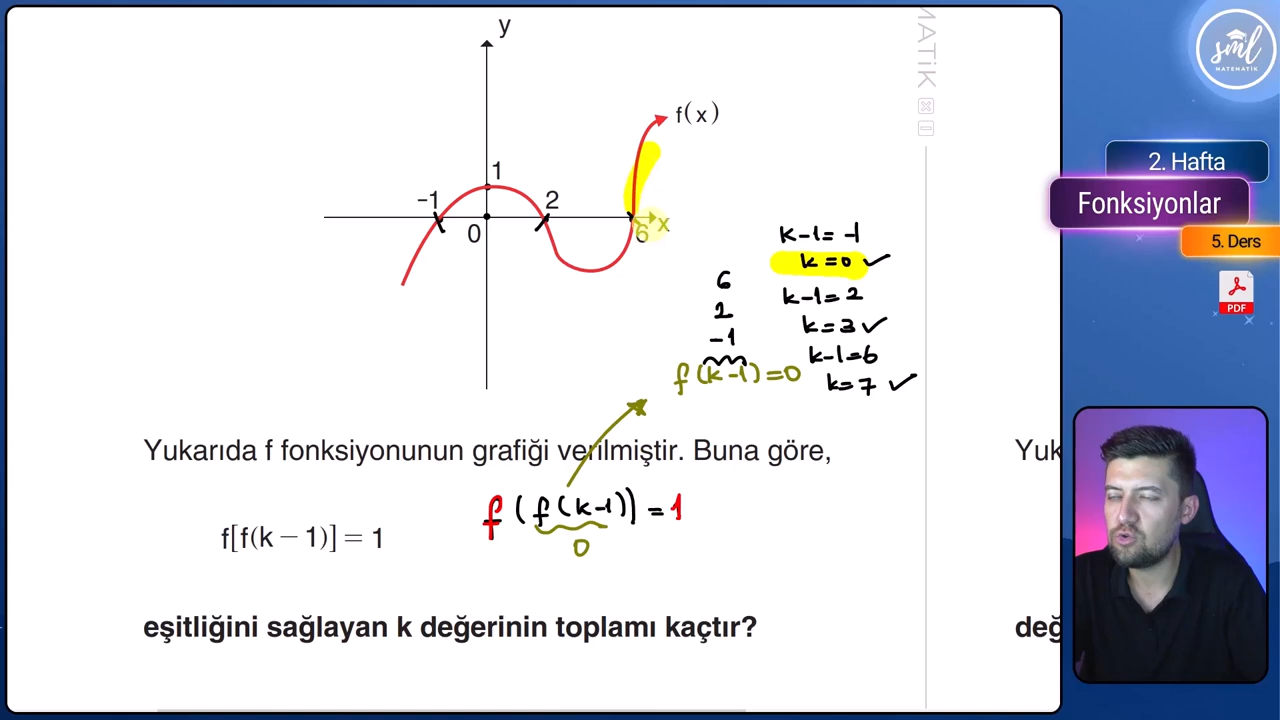 y
f(x)
1
-1
2
0
6
x
k-1=-1
k=0
k-1=2
k=3
k-1=6
k=7
6
2
-1
f(k-1)=0
Yukarıda f fonksiyonunun grafiği verilmiştir. Buna göre,
f(f(k-1))=1
0
f[f(k − 1)] = 1
eşitliğini sağlayan k değerinin toplamı kaçtır?
MATİK
Yuk
değ
sml
MATEMATİK
2. Hafta
Fonksiyonlar
5. Ders
PDF